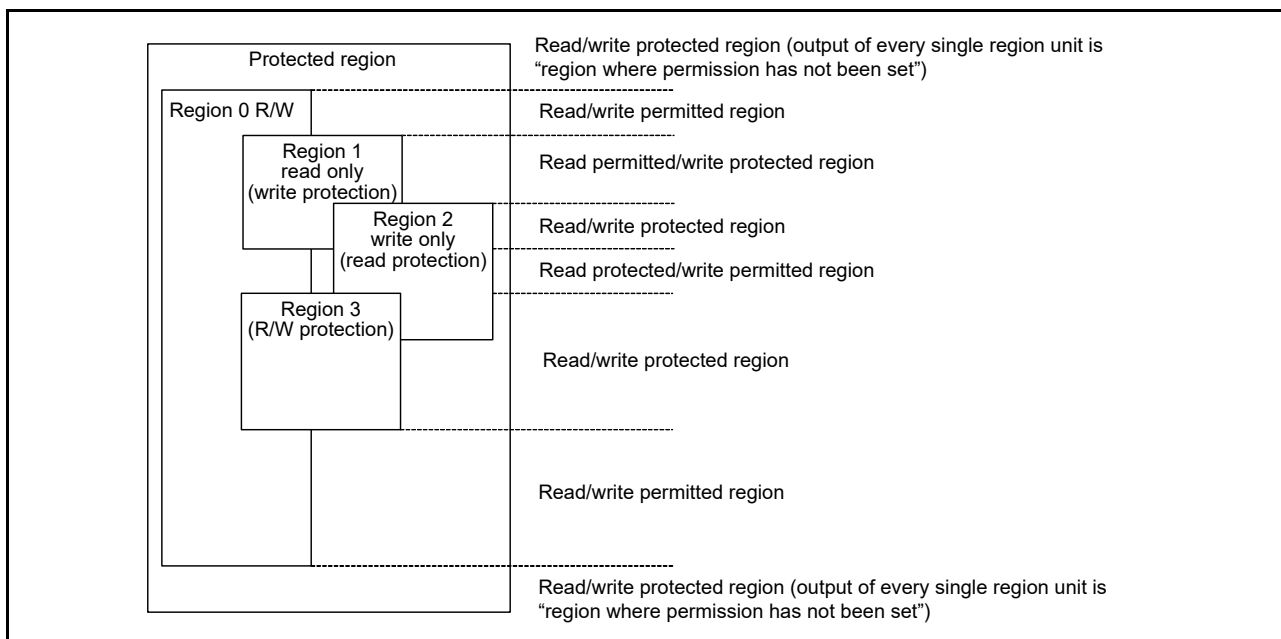 Protected region
Read/write protected region (output of every single region unit is
“region where permission has not been set”)
Region 0 R/W
Read/write permitted region
Region 1
read only
(write protection)
Read permitted/write protected region
Region 2
write only
(read protection)
Read/write protected region
Read protected/write permitted region
Region 3
(R/W protection)
Read/write protected region
Read/write permitted region
Read/write protected region (output of every single region unit is
“region where permission has not been set”)